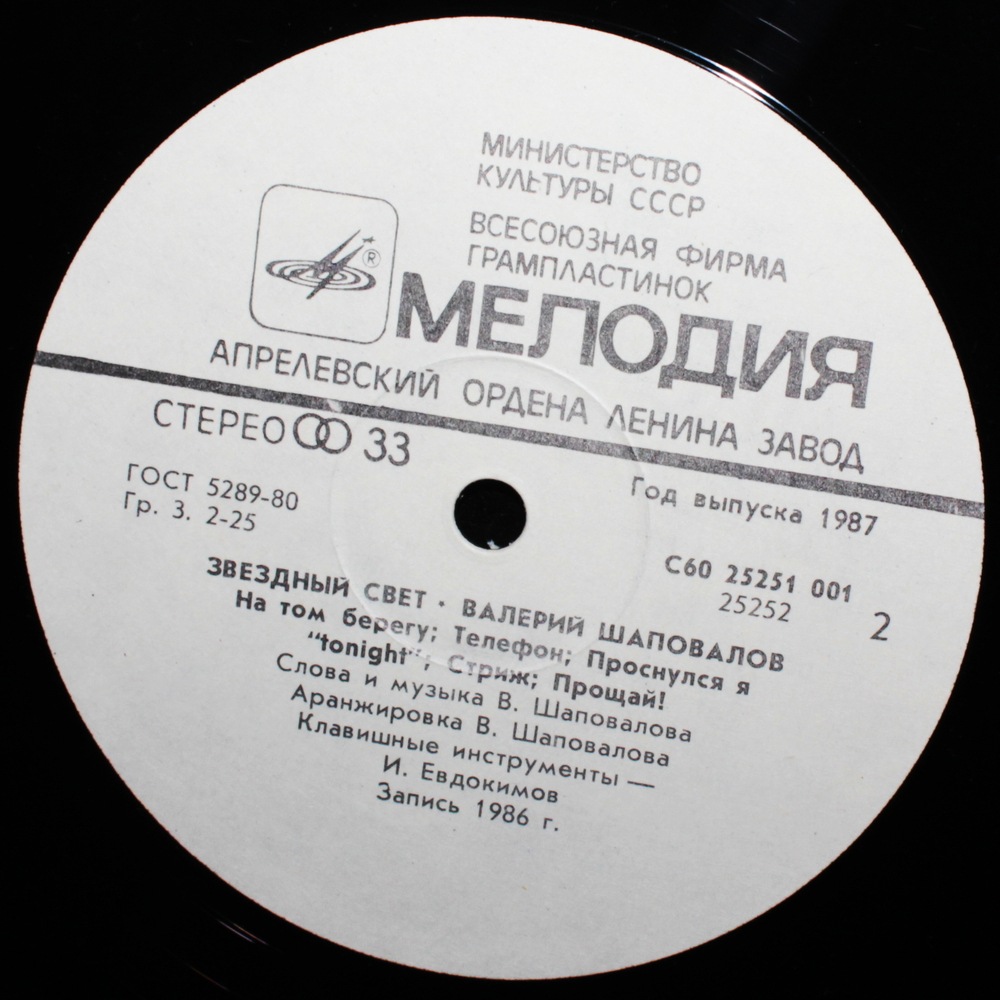 МИНИСТЕРСТВО
КУЛЬТУРЫ СССР
ВСЕСОЮЗНАЯ ФИРМА
ГРАМПЛАСТИНОК
®
МЕЛОДИЯ
АПРЕЛЕВСКИЙ ОРДЕНА ЛЕНИНА ЗАВОД
СТЕРЕО 33
Год выпуска 1987
ГОСТ 5289-80
Гр. 3. 2-25
С60 25251 001
25252
2
ЗВЕЗДНЫЙ СВЕТ · ВАЛЕРИЙ ШАПОВАЛОВ
На том берегу; Телефон; Проснулся я
“tonight”; Стриж; Прощай!
Слова и музыка В. Шаповалова
Аранжировка В. Шаповалова
Клавишные инструменты —
И. Евдокимов
Запись 1986 г.